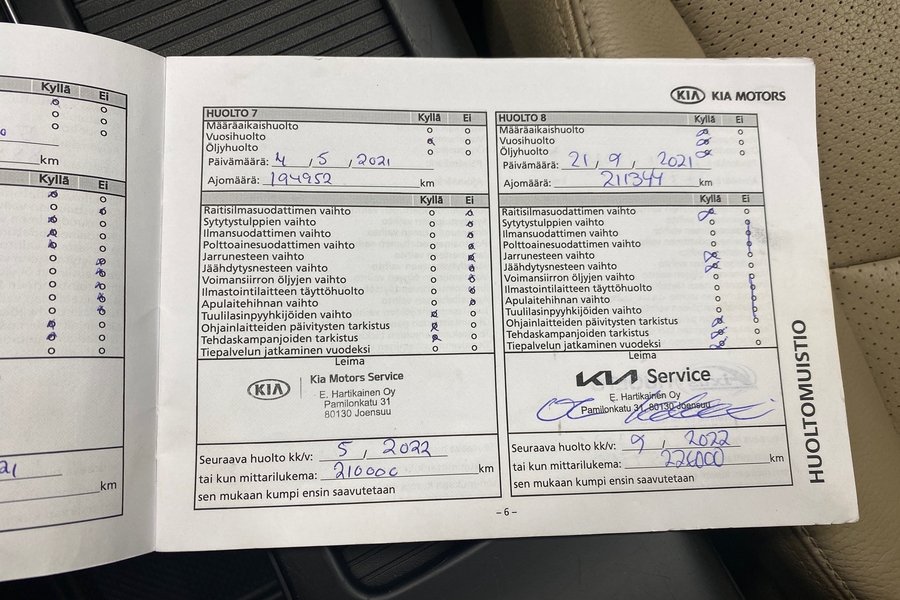 Kyllä Ei
km
Kyllä Ei
21
km
KIA KIA MOTORS
HUOLTO 7 Kyllä Ei
Määräaikaishuolto
Vuosihuolto
Öljyhuolto
Päivämäärä: 4 , 5 , 2021
Ajomäärä: 194952 km
Kyllä Ei
Raitisilmasuodattimen vaihto
Sytytystulppien vaihto
Ilmansuodattimen vaihto
Polttoainesuodattimen vaihto
Jarrunesteen vaihto
Jäähdytysnesteen vaihto
Voimansiirron öljyjen vaihto
Ilmastointilaitteen täyttöhuolto
Apulaitehihnan vaihto
Tuulilasinpyyhkijöiden vaihto
Ohjainlaitteiden päivitysten tarkistus
Tehdaskampanjoiden tarkistus
Tiepalvelun jatkaminen vuodeksi
Leima
KIA Kia Motors Service
E. Hartikainen Oy
Pamilonkatu 31
80130 Joensuu
Seuraava huolto kk/v: 5 , 2022
tai kun mittarilukema: 210000 km
sen mukaan kumpi ensin saavutetaan
HUOLTO 8 Kyllä Ei
Määräaikaishuolto
Vuosihuolto
Öljyhuolto
Päivämäärä: 21 , 9 , 2021
Ajomäärä: 211344 km
Kyllä Ei
Raitisilmasuodattimen vaihto
Sytytystulppien vaihto
Ilmansuodattimen vaihto
Polttoainesuodattimen vaihto
Jarrunesteen vaihto
Jäähdytysnesteen vaihto
Voimansiirron öljyjen vaihto
Ilmastointilaitteen täyttöhuolto
Apulaitehihnan vaihto
Tuulilasinpyyhkijöiden vaihto
Ohjainlaitteiden päivitysten tarkistus
Tehdaskampanjoiden tarkistus
Tiepalvelun jatkaminen vuodeksi
Leima
KIA Service
E. Hartikainen Oy
Pamilonkatu 31, 80130 Joensuu
Seuraava huolto kk/v: 9 , 2022
tai kun mittarilukema: 226000 km
sen mukaan kumpi ensin saavutetaan
HUOLTOMUISTIO
– 6 –